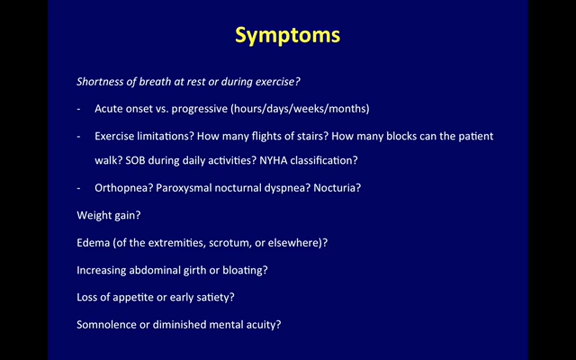 Symptoms
Shortness of breath at rest or during exercise?
- Acute onset vs. progressive (hours/days/weeks/months)
- Exercise limitations? How many flights of stairs? How many blocks can the patient
walk? SOB during daily activities? NYHA classification?
- Orthopnea? Paroxysmal nocturnal dyspnea? Nocturia?
Weight gain?
Edema (of the extremities, scrotum, or elsewhere)?
Increasing abdominal girth or bloating?
Loss of appetite or early satiety?
Somnolence or diminished mental acuity?